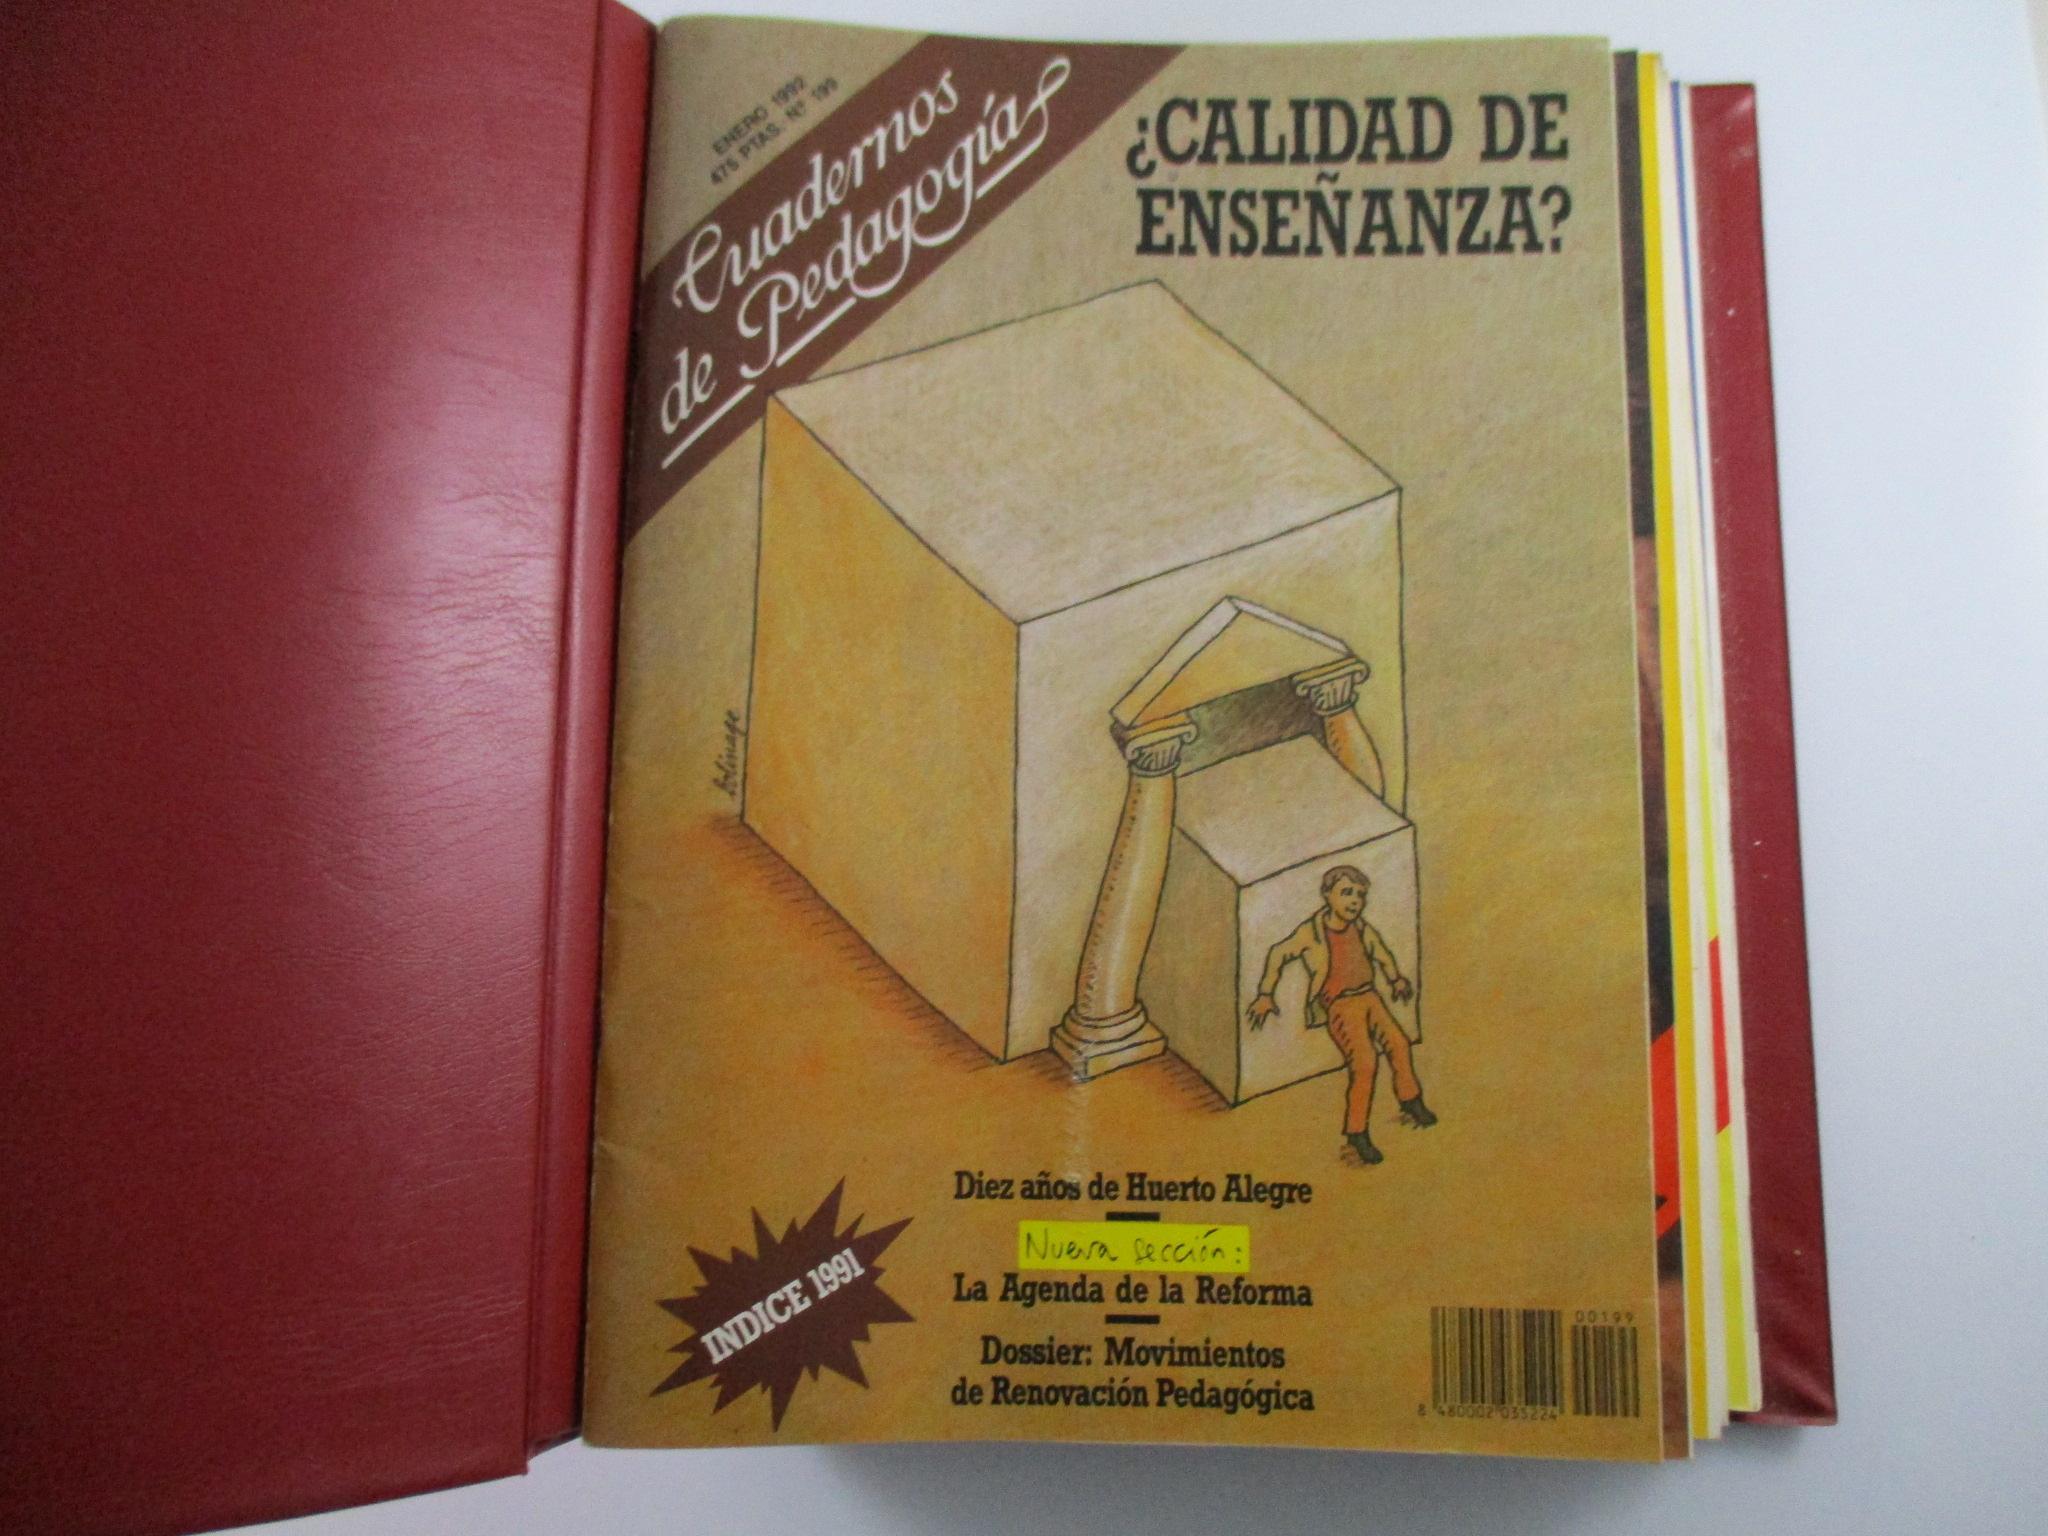 ENERO 1992
475 PTAS. Nº 199
Cuadernos
de Pedagogía
¿CALIDAD DE
ENSEÑANZA?
Diez años de Huerto Alegre
Nueva sección:
La Agenda de la Reforma
Dossier: Movimientos
de Renovación Pedagógica
INDICE 1991
00199
8 480002 035224